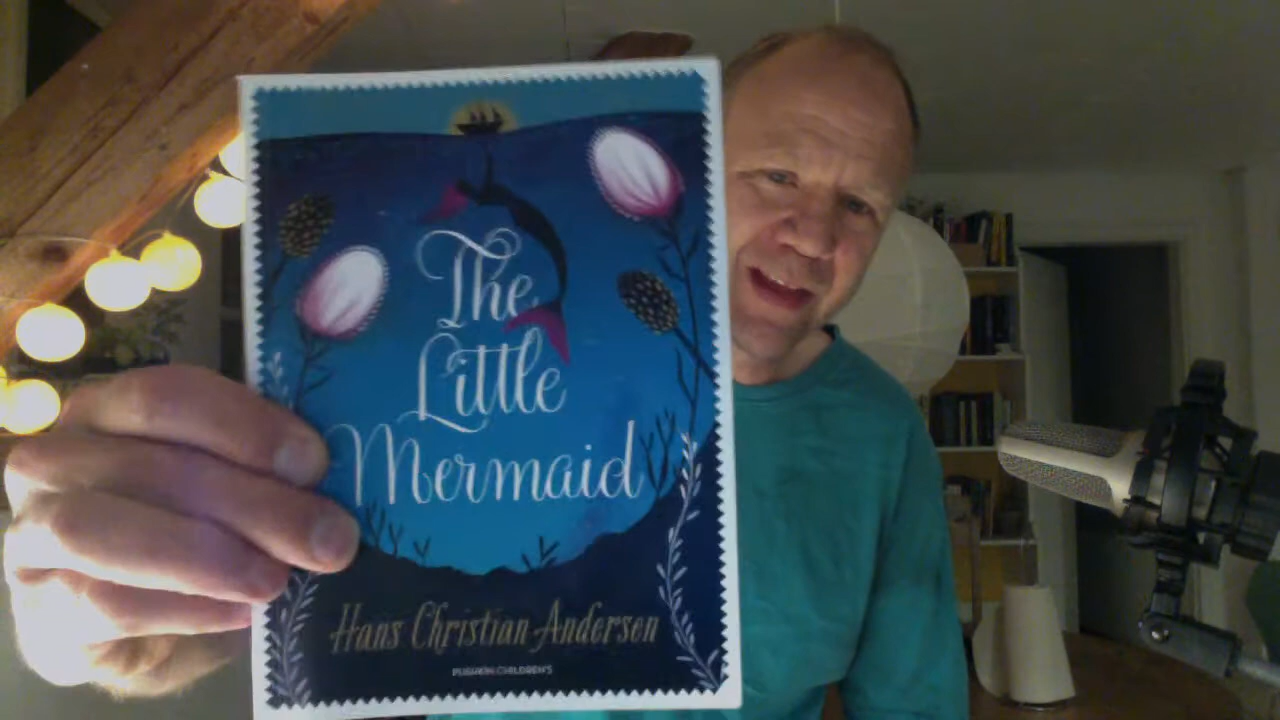 The
Little
Mermaid
Hans Christian Andersen
PUSHKIN CHILDREN'S